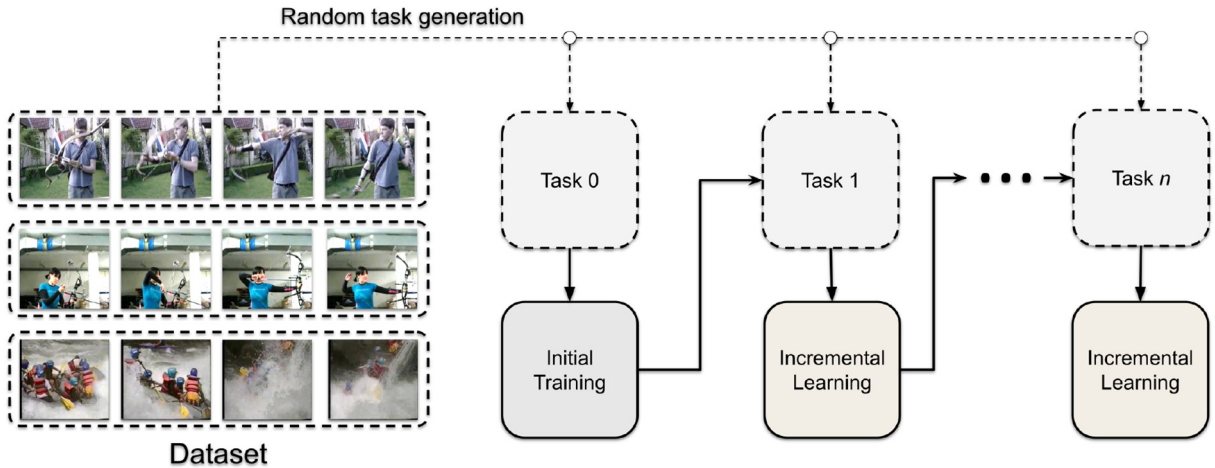 Random task generation
Task 0
Task 1
Task n
Initial
Training
Incremental
Learning
Incremental
Learning
Dataset